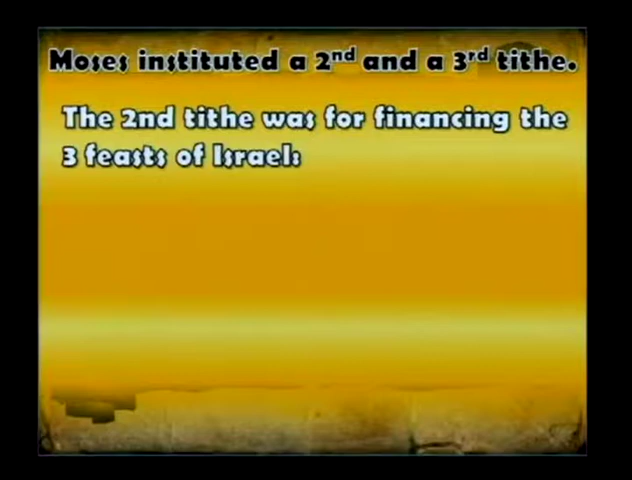 Moses instituted a 2nd and a 3rd tithe.
The 2nd tithe was for financing the
3 feasts of Israel: